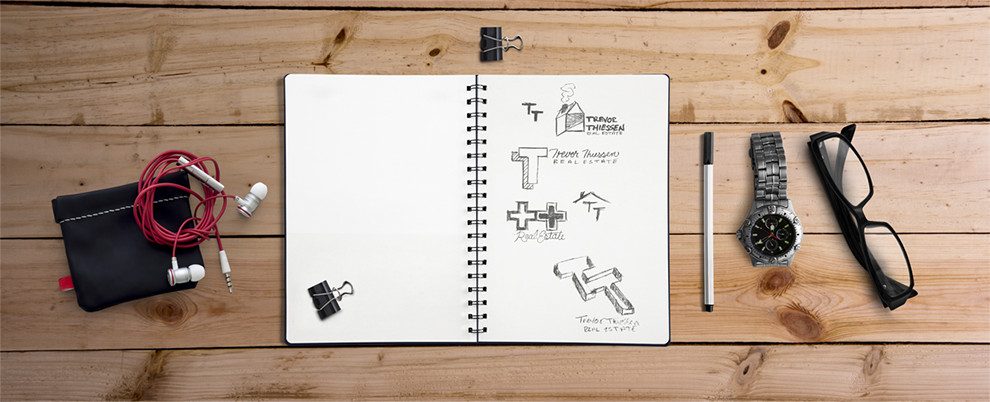 TT
TREVOR
THIESSEN
REAL ESTATE
T
Trevor Thiessen
REAL ESTATE
TT
Real Estate
TREVOR THIESSEN
REAL ESTATE